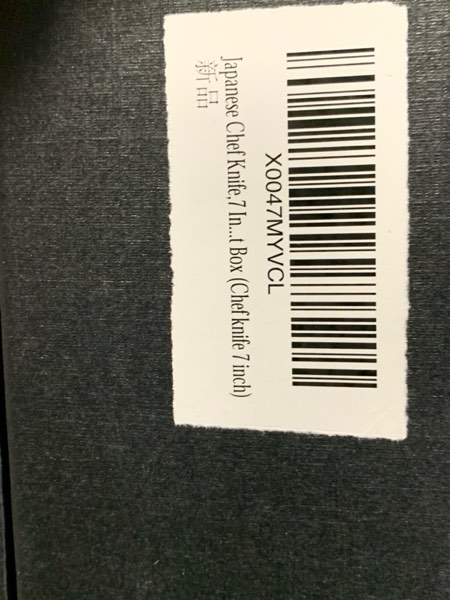 X0047MYVCL
Japanese Chef Knife,7 In...t Box (Chef knife 7 inch)
新品